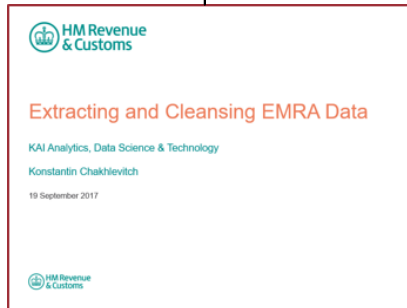 HM Revenue
& Customs
Extracting and Cleansing EMRA Data
KAI Analytics, Data Science & Technology
Konstantin Chakhlevitch
19 September 2017
HM Revenue
& Customs